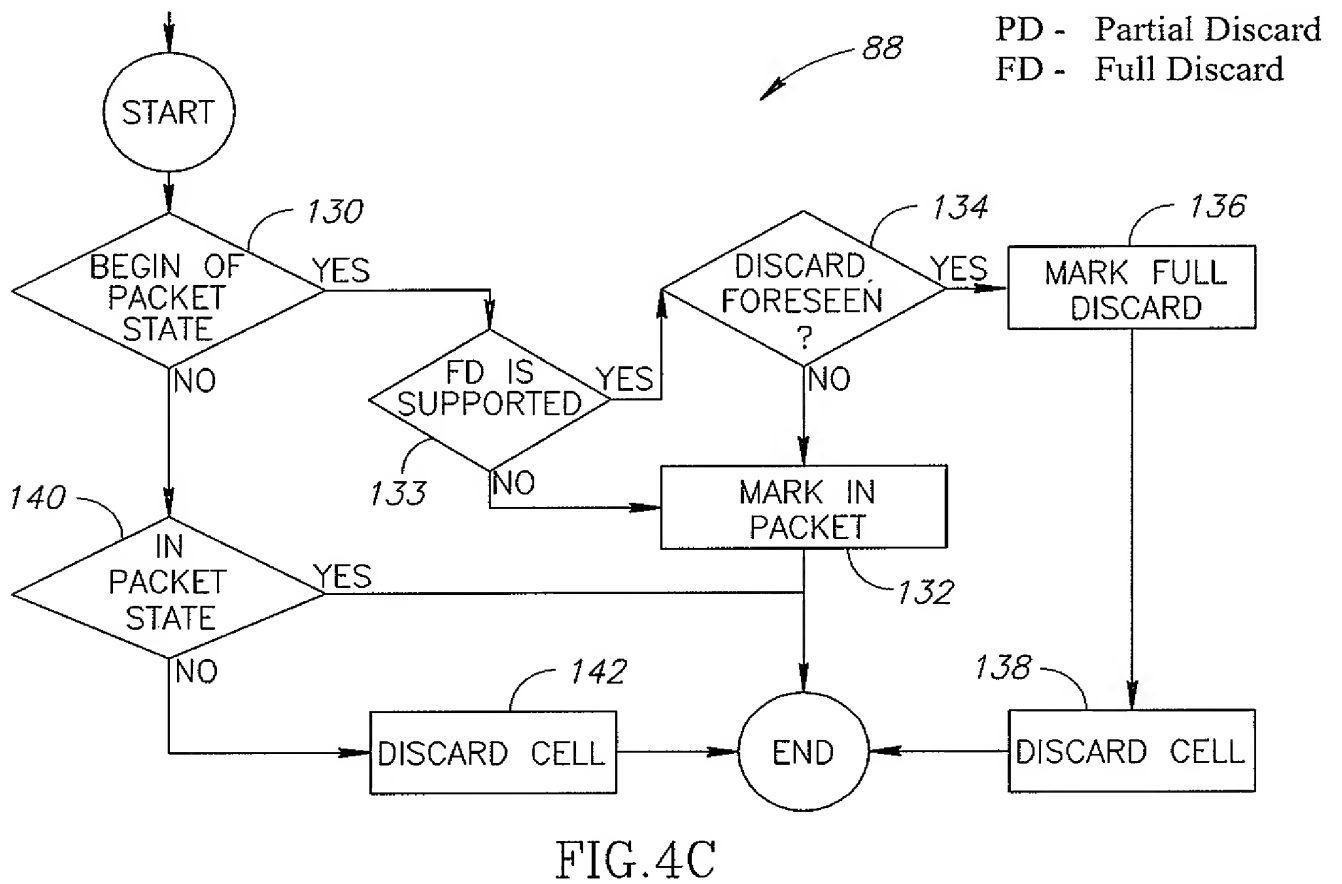 PD - Partial Discard
FD - Full Discard
88
START
130
BEGIN OF
PACKET
STATE
YES
NO
134
DISCARD
FORESEEN
?
YES
NO
136
MARK FULL
DISCARD
FD IS
SUPPORTED
YES
NO
133
MARK IN
PACKET
132
140
IN
PACKET
STATE
YES
NO
142
DISCARD CELL
END
138
DISCARD CELL
FIG.4C